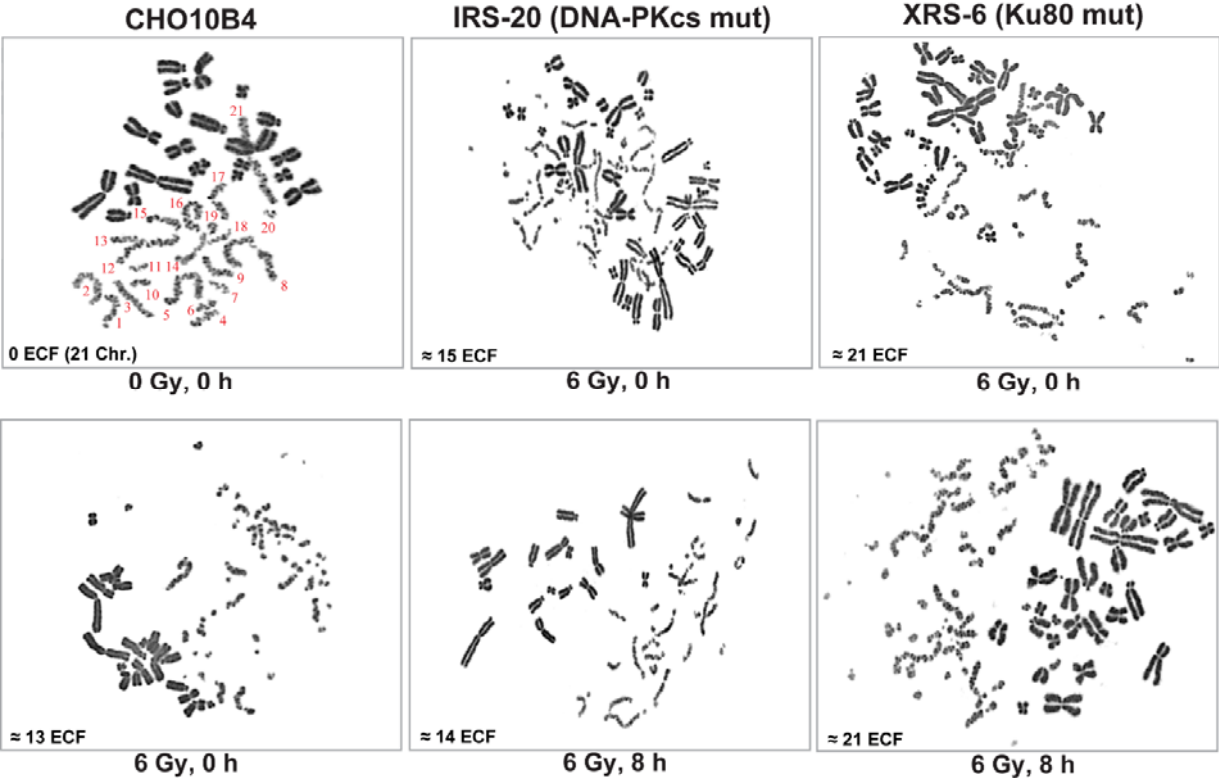 CHO10B4
IRS-20 (DNA-PKcs mut)
XRS-6 (Ku80 mut)
21
17
16
15
19
18
20
13
12
11
14
9
8
2
10
7
3
5
6
4
1
0 ECF (21 Chr.)
≈ 15 ECF
≈ 21 ECF
0 Gy, 0 h
6 Gy, 0 h
6 Gy, 0 h
≈ 13 ECF
≈ 14 ECF
≈ 21 ECF
6 Gy, 0 h
6 Gy, 8 h
6 Gy, 8 h